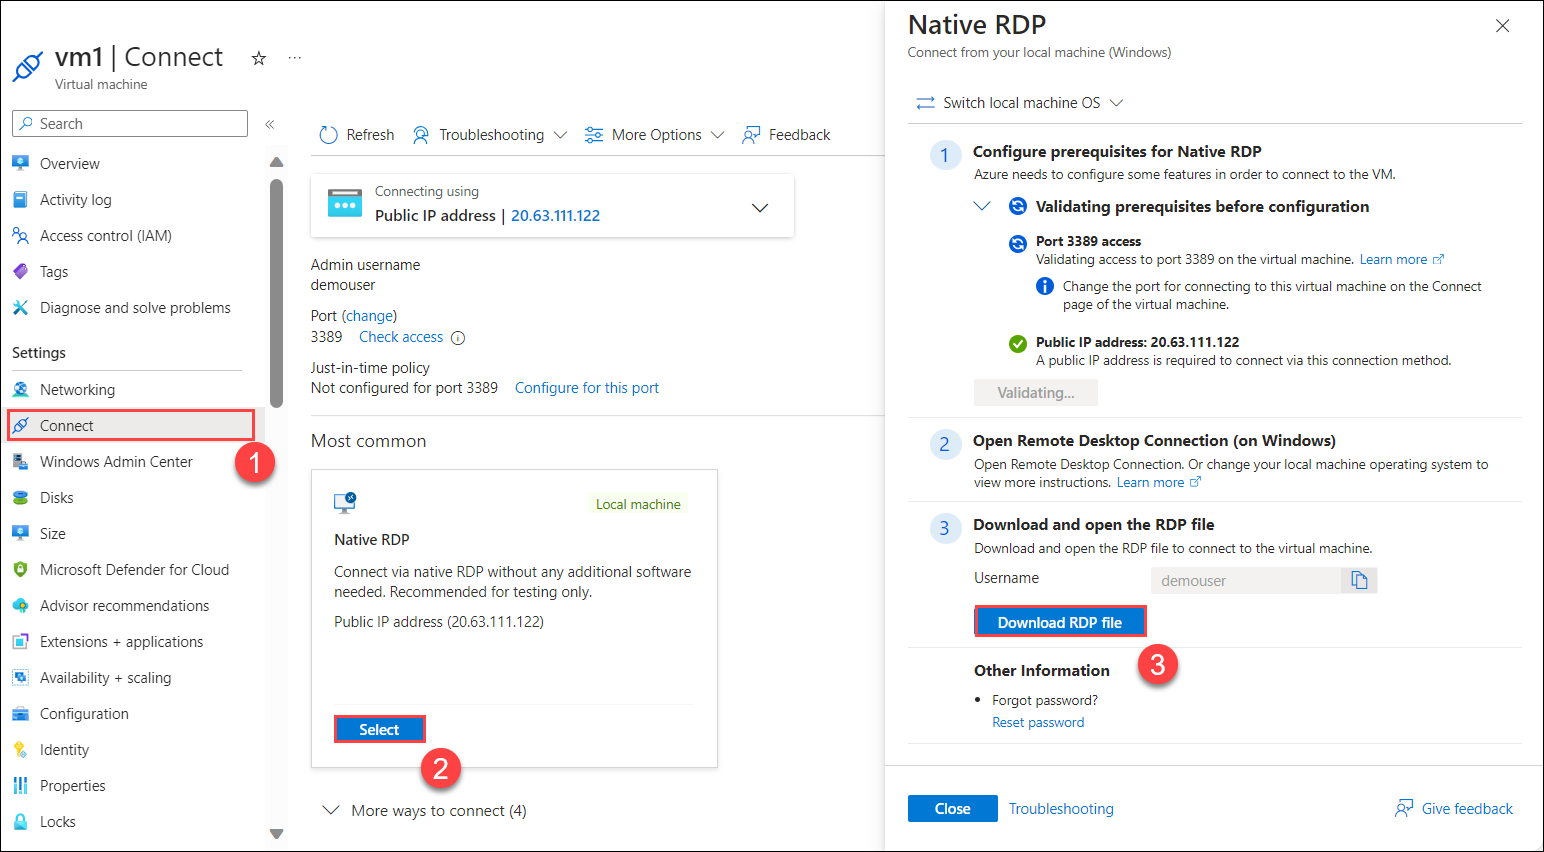 vm1 | Connect
Virtual machine
Search
Overview
Activity log
Access control (IAM)
Tags
Diagnose and solve problems
Settings
Networking
Connect
1
Windows Admin Center
Disks
Size
Microsoft Defender for Cloud
Advisor recommendations
Extensions + applications
Availability + scaling
Configuration
Identity
Properties
Locks
Refresh
Troubleshooting
More Options
Feedback
Connecting using
Public IP address | 20.63.111.122
Admin username
demouser
Port (change)
3389 Check access
Just-in-time policy
Not configured for port 3389 Configure for this port
Most common
Local machine
Native RDP
Connect via native RDP without any additional software
needed. Recommended for testing only.
Public IP address (20.63.111.122)
Select
2
More ways to connect (4)
Native RDP
Connect from your local machine (Windows)
Switch local machine OS
1 Configure prerequisites for Native RDP
Azure needs to configure some features in order to connect to the VM.
Validating prerequisites before configuration
Port 3389 access
Validating access to port 3389 on the virtual machine. Learn more
Change the port for connecting to this virtual machine on the Connect
page of the virtual machine.
Public IP address: 20.63.111.122
A public IP address is required to connect via this connection method.
Validating...
2 Open Remote Desktop Connection (on Windows)
Open Remote Desktop Connection. Or change your local machine operating system to
view more instructions. Learn more
3 Download and open the RDP file
Download and open the RDP file to connect to the virtual machine.
Username demouser
Download RDP file
3
Other Information
• Forgot password?
Reset password
Close
Troubleshooting
Give feedback